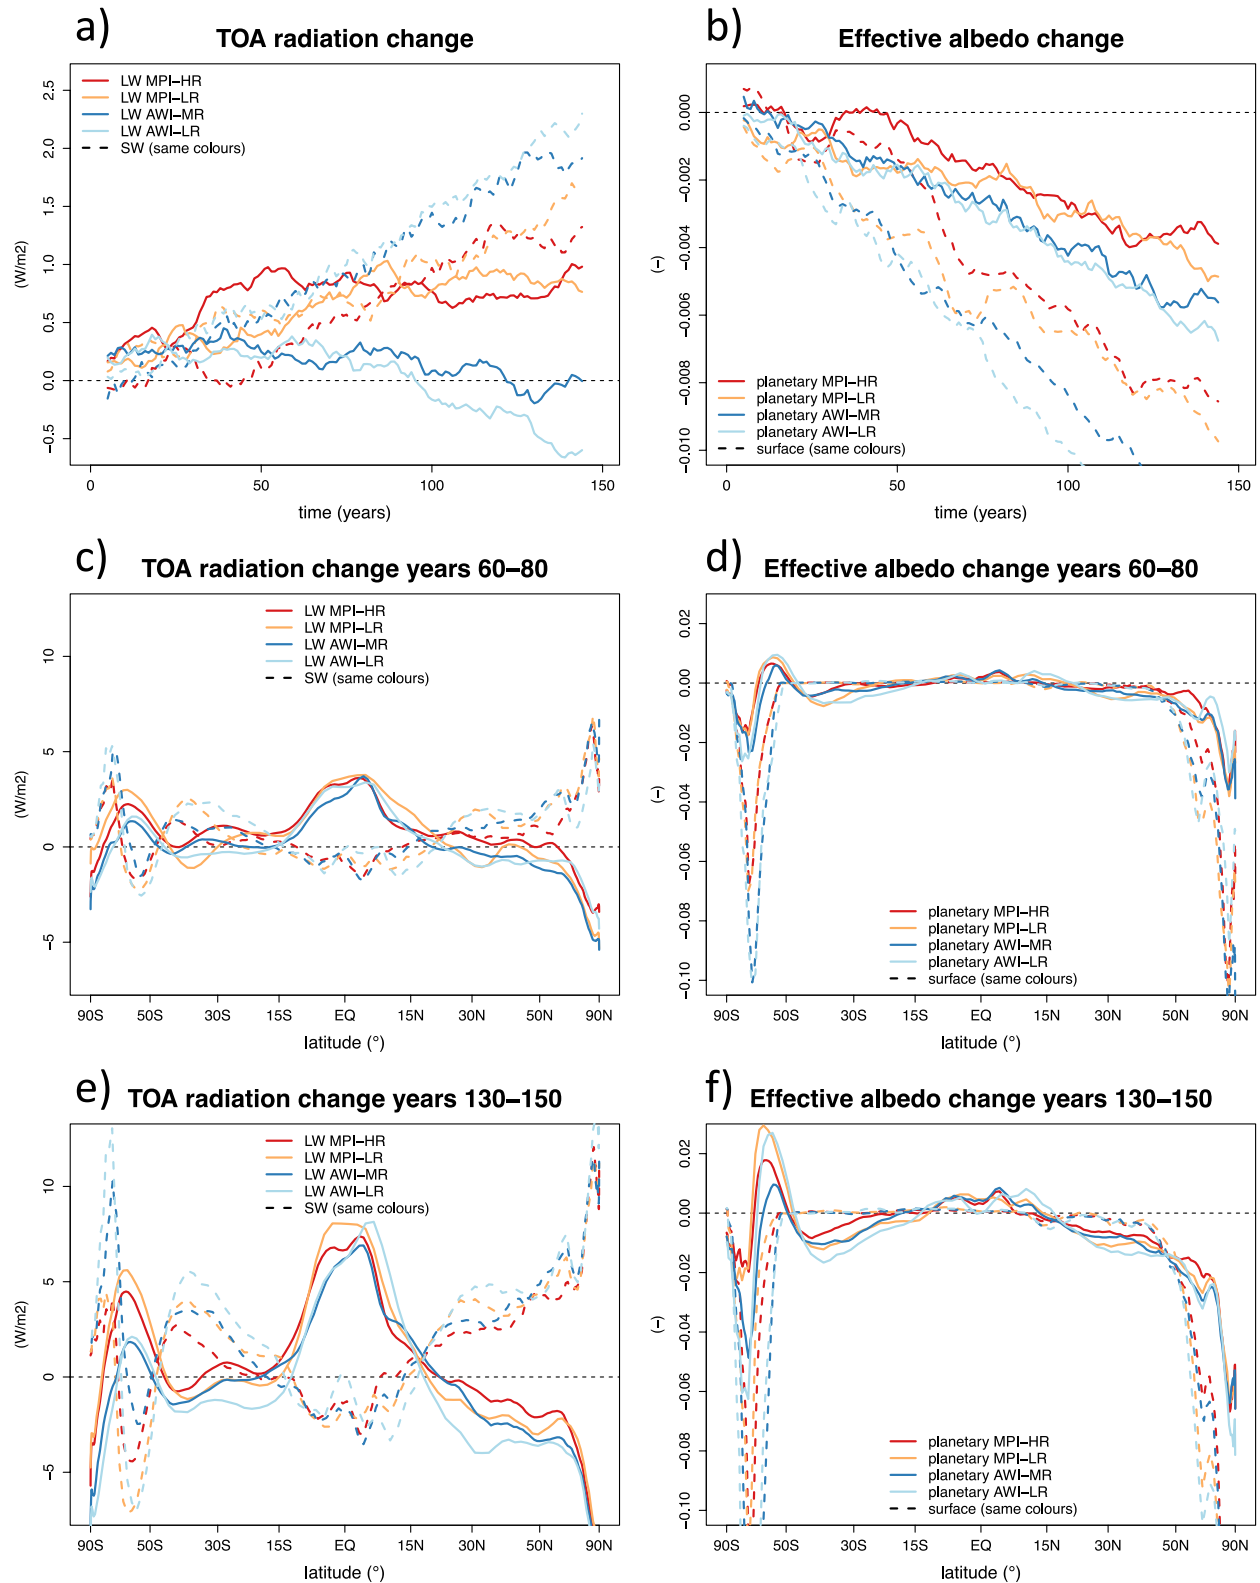 a) TOA radiation change
2.5
2.0
1.5
1.0
0.5
0.0
−0.5
(W/m2)
LW MPI−HR
LW MPI−LR
LW AWI−MR
LW AWI−LR
SW (same colours)
0 50 100 150
time (years)
b) Effective albedo change
0.000
−0.002
−0.004
−0.006
−0.008
−0.010
(−)
planetary MPI−HR
planetary MPI−LR
planetary AWI−MR
planetary AWI−LR
surface (same colours)
0 50 100 150
time (years)
c) TOA radiation change years 60−80
10
5
0
−5
(W/m2)
LW MPI−HR
LW MPI−LR
LW AWI−MR
LW AWI−LR
SW (same colours)
90S 50S 30S 15S EQ 15N 30N 50N 90N
latitude (°)
d) Effective albedo change years 60−80
0.02
0.00
−0.02
−0.04
−0.06
−0.08
−0.10
(−)
planetary MPI−HR
planetary MPI−LR
planetary AWI−MR
planetary AWI−LR
surface (same colours)
90S 50S 30S 15S EQ 15N 30N 50N 90N
latitude (°)
e) TOA radiation change years 130−150
10
5
0
−5
(W/m2)
LW MPI−HR
LW MPI−LR
LW AWI−MR
LW AWI−LR
SW (same colours)
90S 50S 30S 15S EQ 15N 30N 50N 90N
latitude (°)
f) Effective albedo change years 130−150
0.02
0.00
−0.02
−0.04
−0.06
−0.08
−0.10
(−)
planetary MPI−HR
planetary MPI−LR
planetary AWI−MR
planetary AWI−LR
surface (same colours)
90S 50S 30S 15S EQ 15N 30N 50N 90N
latitude (°)